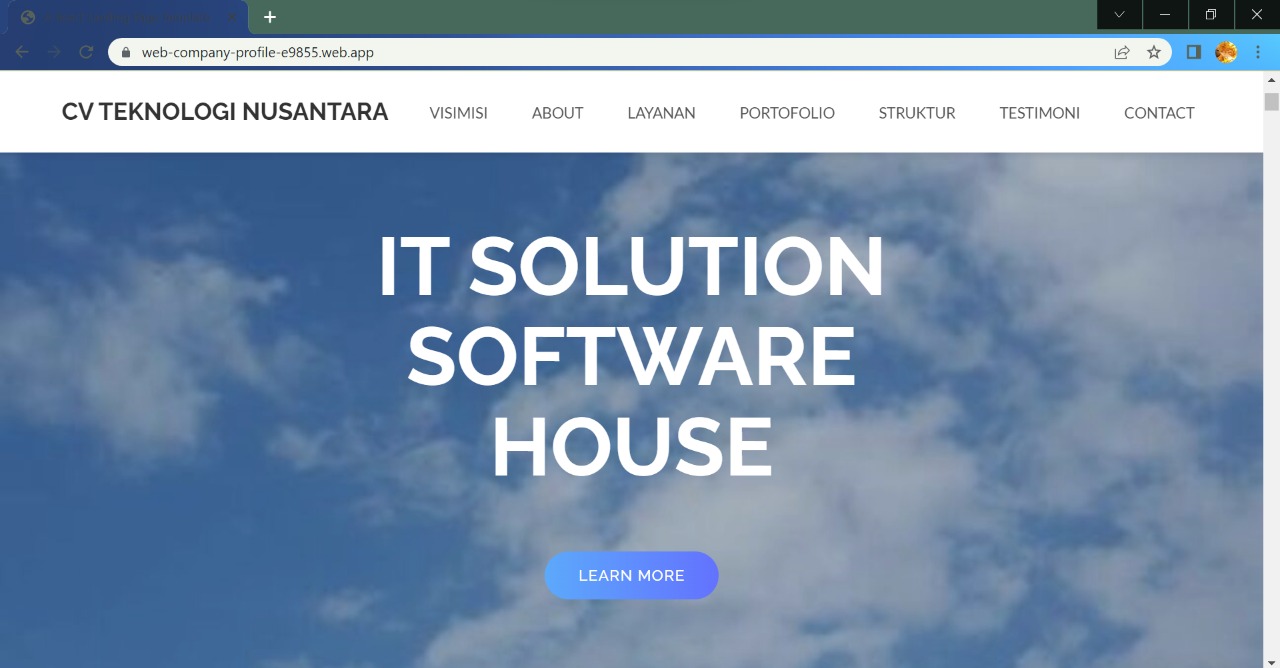 web-company-profile-e9855.web.app
CV TEKNOLOGI NUSANTARA VISIMISI ABOUT LAYANAN PORTOFOLIO STRUKTUR TESTIMONI CONTACT
IT SOLUTION
SOFTWARE
HOUSE
LEARN MORE